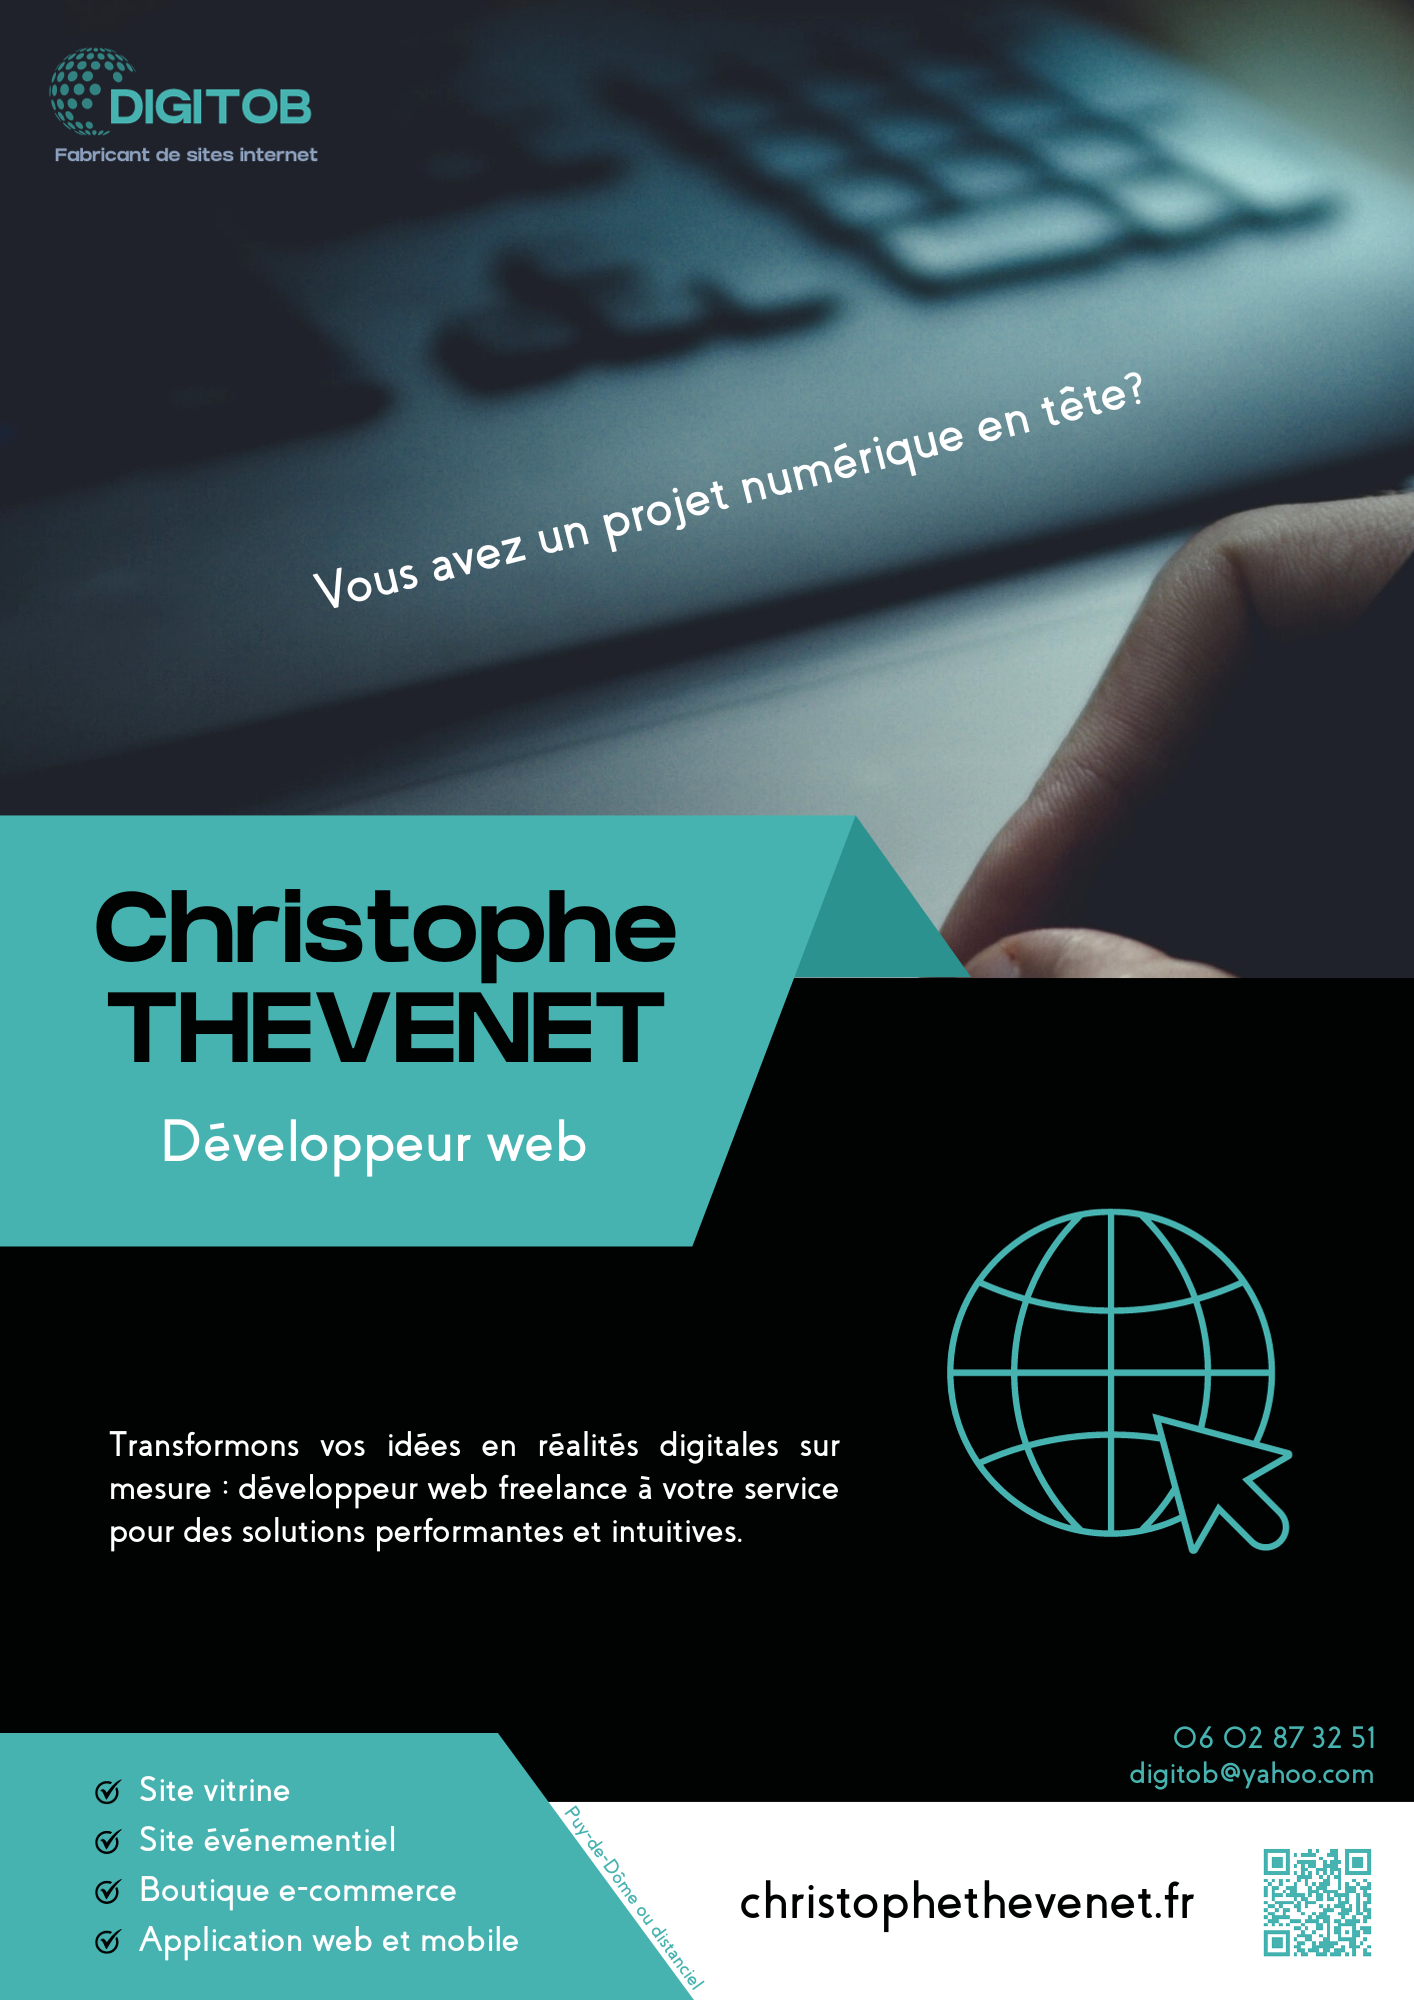 DIGITOB
Fabricant de sites internet
Vous avez un projet numérique en tête?
Christophe
THEVENET
Développeur web
Transformons vos idées en réalités digitales sur
mesure : développeur web freelance à votre service
pour des solutions performantes et intuitives.
06 02 87 32 51
digitob@yahoo.com
Site vitrine
Site événementiel
Boutique e-commerce
Application web et mobile
Puy-de-Dôme ou distanciel
christophethevenet.fr